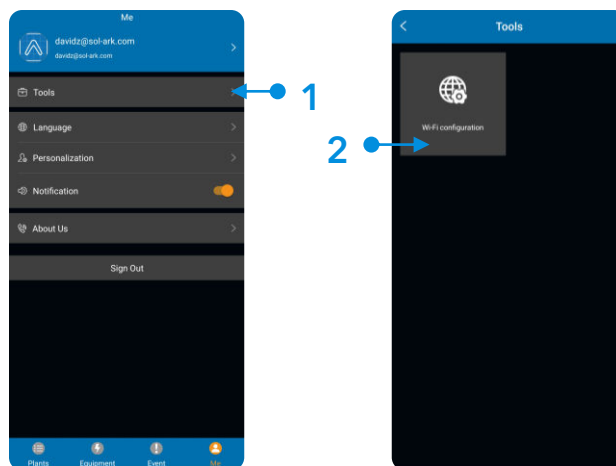 Me
davidz@sol-ark.com
davidz@sol-ark.com
Tools
Language
Personalization
Notification
About Us
Sign Out
Plants Equipment Event Me
1
Tools
Wi-Fi configuration
2